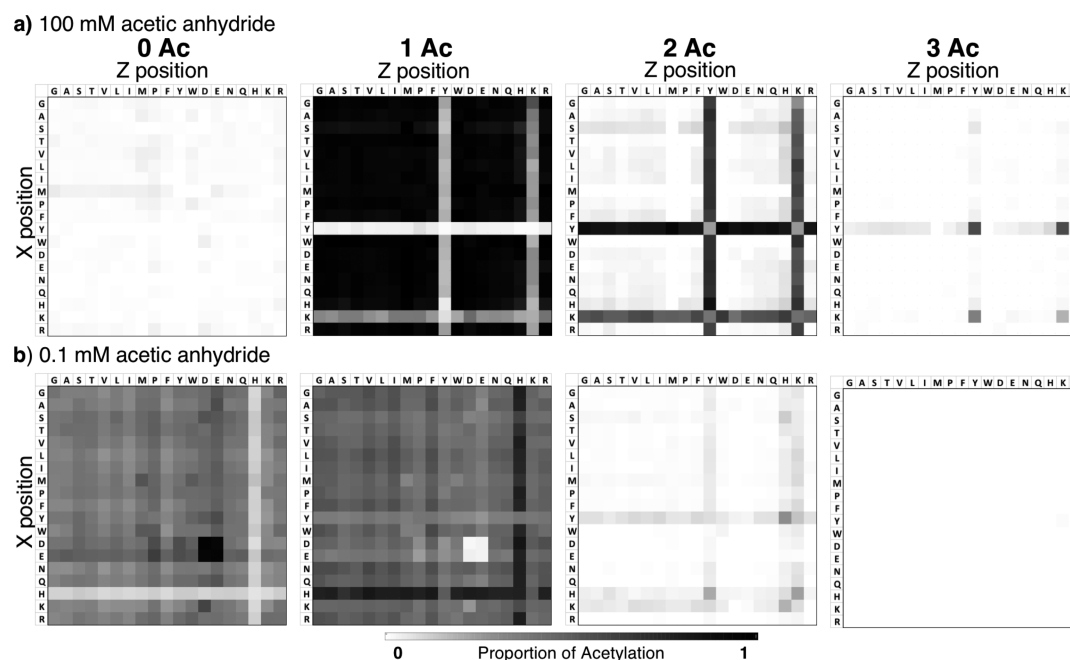 a) 100 mM acetic anhydride
0 Ac
Z position
1 Ac
Z position
2 Ac
Z position
3 Ac
Z position
X position
G A S T V L I M P F Y W D E N Q H K R
G A S T V L I M P F Y W D E N Q H K R
G A S T V L I M P F Y W D E N Q H K R
G A S T V L I M P F Y W D E N Q H K R
G A S T V L I M P F Y W D E N Q H K R
G A S T V L I M P F Y W D E N Q H K R
G A S T V L I M P F Y W D E N Q H K
G A S T V L I M P F Y W D E N Q H K R
b) 0.1 mM acetic anhydride
X position
G A S T V L I M P F Y W D E N Q H K R
G A S T V L I M P F Y W D E N Q H K R
G A S T V L I M P F Y W D E N Q H K R
G A S T V L I M P F Y W D E N Q H K R
G A S T V L I M P F Y W D E N Q H K R
G A S T V L I M P F Y W D E N Q H K R
G A S T V L I M P F Y W D E N Q H K
G A S T V L I M P F Y W D E N Q H K R
0 Proportion of Acetylation 1